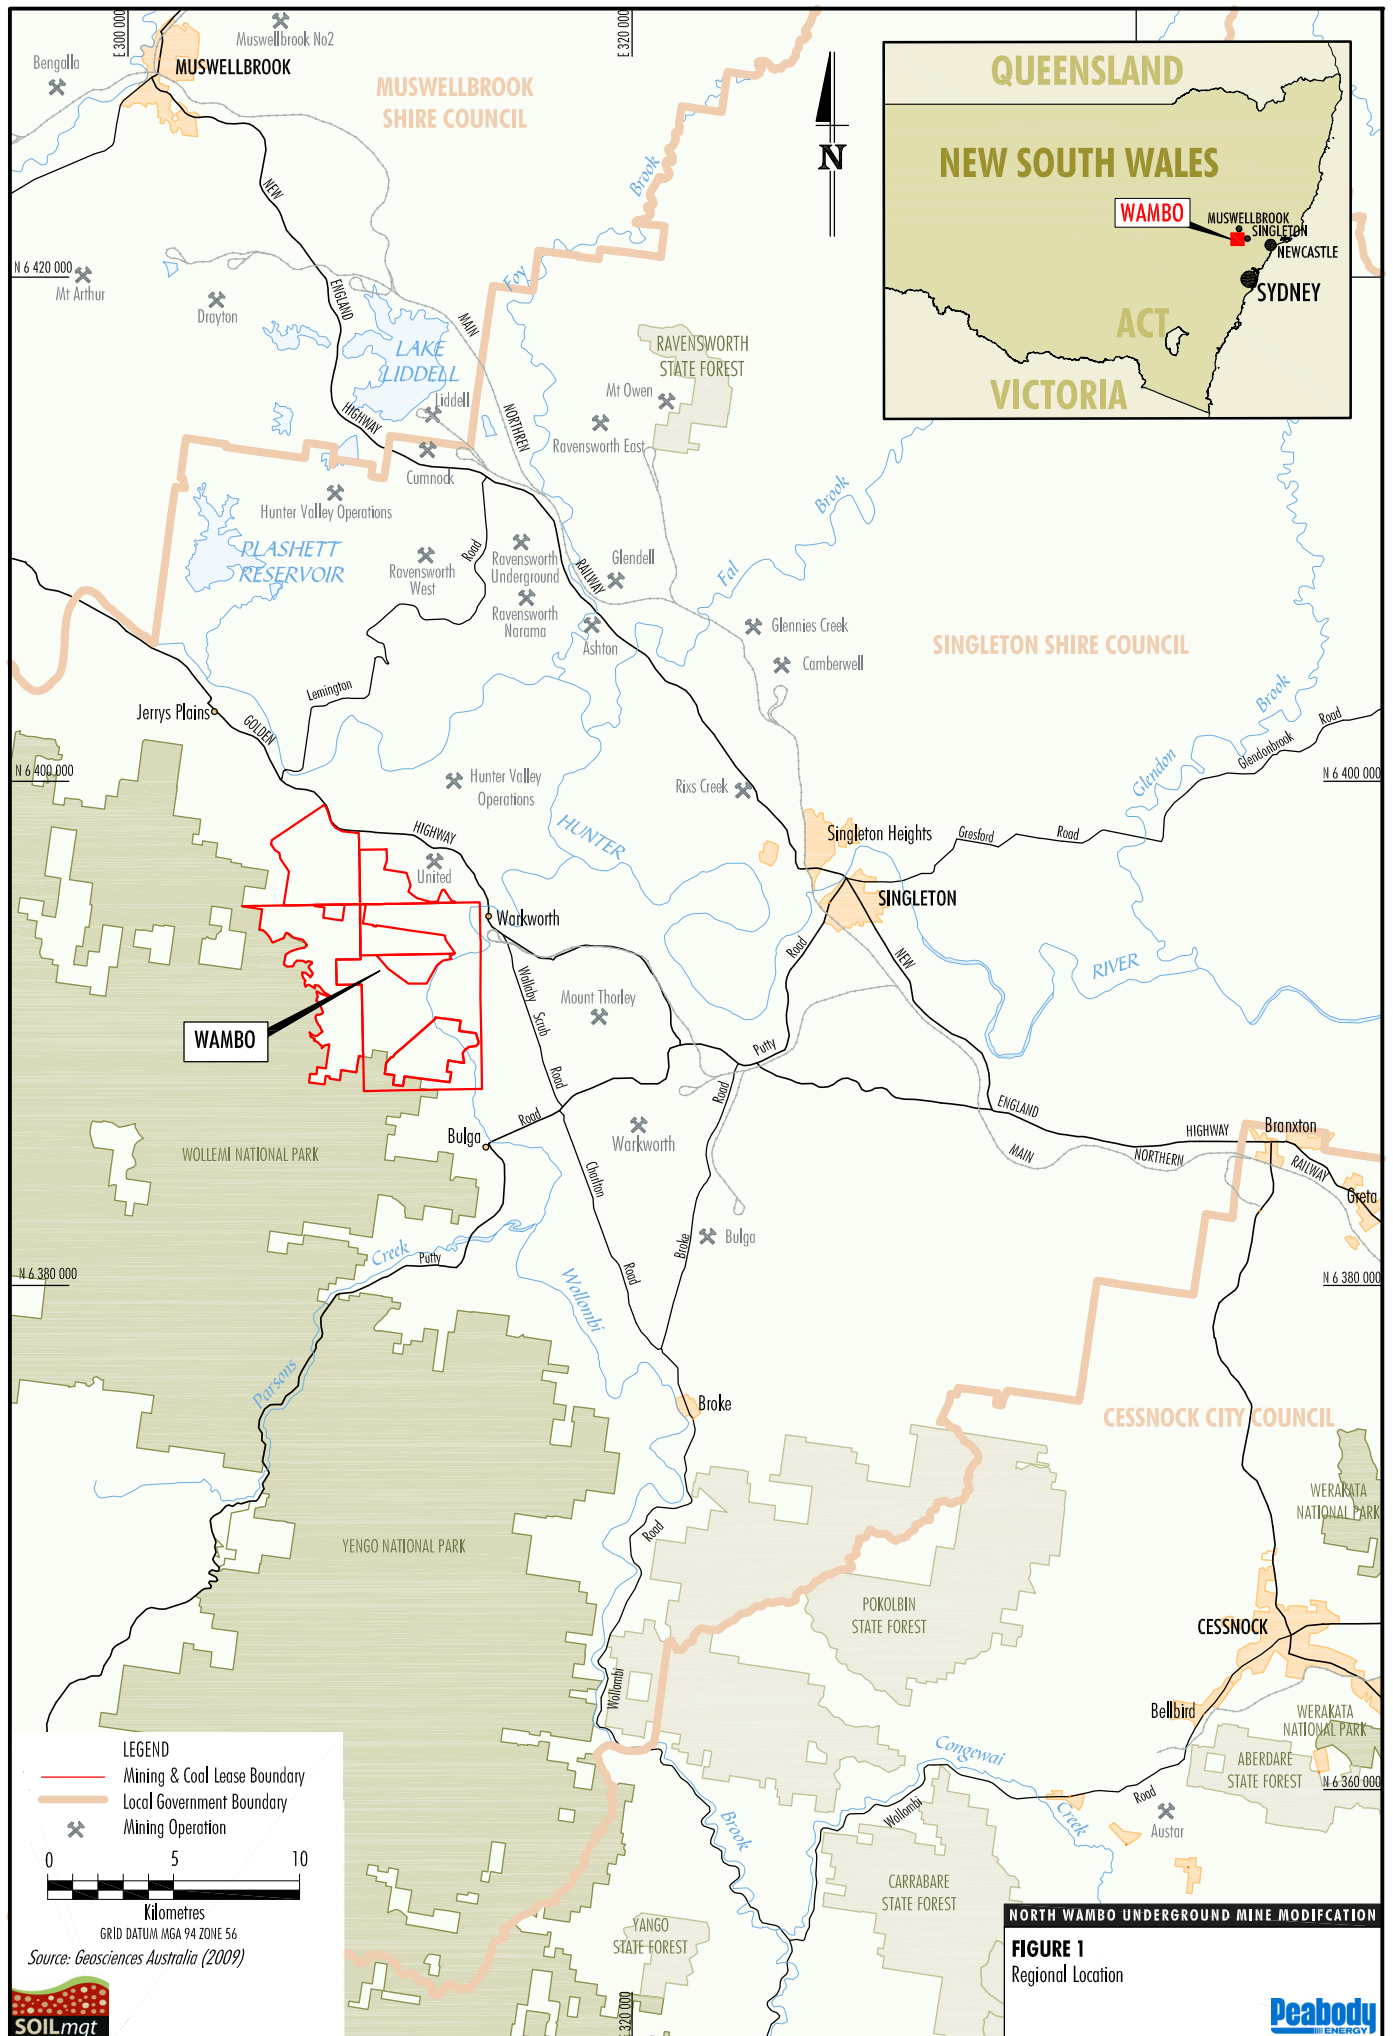 E 300 000
E 320 000
Muswellbrook No2
Bengalla
MUSWELLBROOK
MUSWELLBROOK
SHIRE COUNCIL
Brook
N
QUEENSLAND
NEW SOUTH WALES
WAMBO
MUSWELLBROOK
SINGLETON
NEWCASTLE
SYDNEY
ACT
VICTORIA
NEW
N 6 420 000
Mt Arthur
Drayton
ENGLAND
Foy
MAIN
LAKE
LIDDELL
RAVENSWORTH
STATE FOREST
Mt Owen
Liddell
HIGHWAY
NORTHREN
Ravensworth East
Cumnock
Hunter Valley Operations
Brook
PLASHETT
RESERVOIR
Road
Ravensworth
West
Ravensworth
Underground
Glendell
RAILWAY
Fal
Ravensworth
Narama
Ashton
Glennies Creek
Camberwell
SINGLETON SHIRE COUNCIL
Lemington
Jerrys Plains
GOLDEN
Brook
Road
Glendonbrook
Glendon
N 6 400 000
N 6 400 000
Hunter Valley
Operations
Rixs Creek
HIGHWAY
HUNTER
Singleton Heights
Gresford
Road
United
SINGLETON
Warkworth
Road
NEW
RIVER
Wallaby
Scrub
Road
Mount Thorley
WAMBO
Putty
Road
ENGLAND
Road
Bulga
Warkworth
HIGHWAY
Branxton
WOLLEMI NATIONAL PARK
MAIN
NORTHERN
RAILWAY
Charlton
Greta
Creek
Putty
Broke
Bulga
Road
N 6 380 000
N 6 380 000
Wollombi
Parsons
Broke
CESSNOCK CITY COUNCIL
WERAKATA
NATIONAL PARK
Road
YENGO NATIONAL PARK
POKOLBIN
STATE FOREST
CESSNOCK
Wollombi
Bellbird
WERAKATA
NATIONAL PARK
Congewai
ABERDARE
STATE FOREST
N 6 360 000
Road
Wollombi
Creek
Austar
Brook
CARRABARE
STATE FOREST
YANGO
STATE FOREST
320 000
LEGEND
Mining & Coal Lease Boundary
Local Government Boundary
Mining Operation
0 5 10
Kilometres
GRID DATUM MGA 94 ZONE 56
Source: Geosciences Australia (2009)
SOILmgt
NORTH WAMBO UNDERGROUND MINE MODIFCATION
FIGURE 1
Regional Location
Peabody
ENERGY